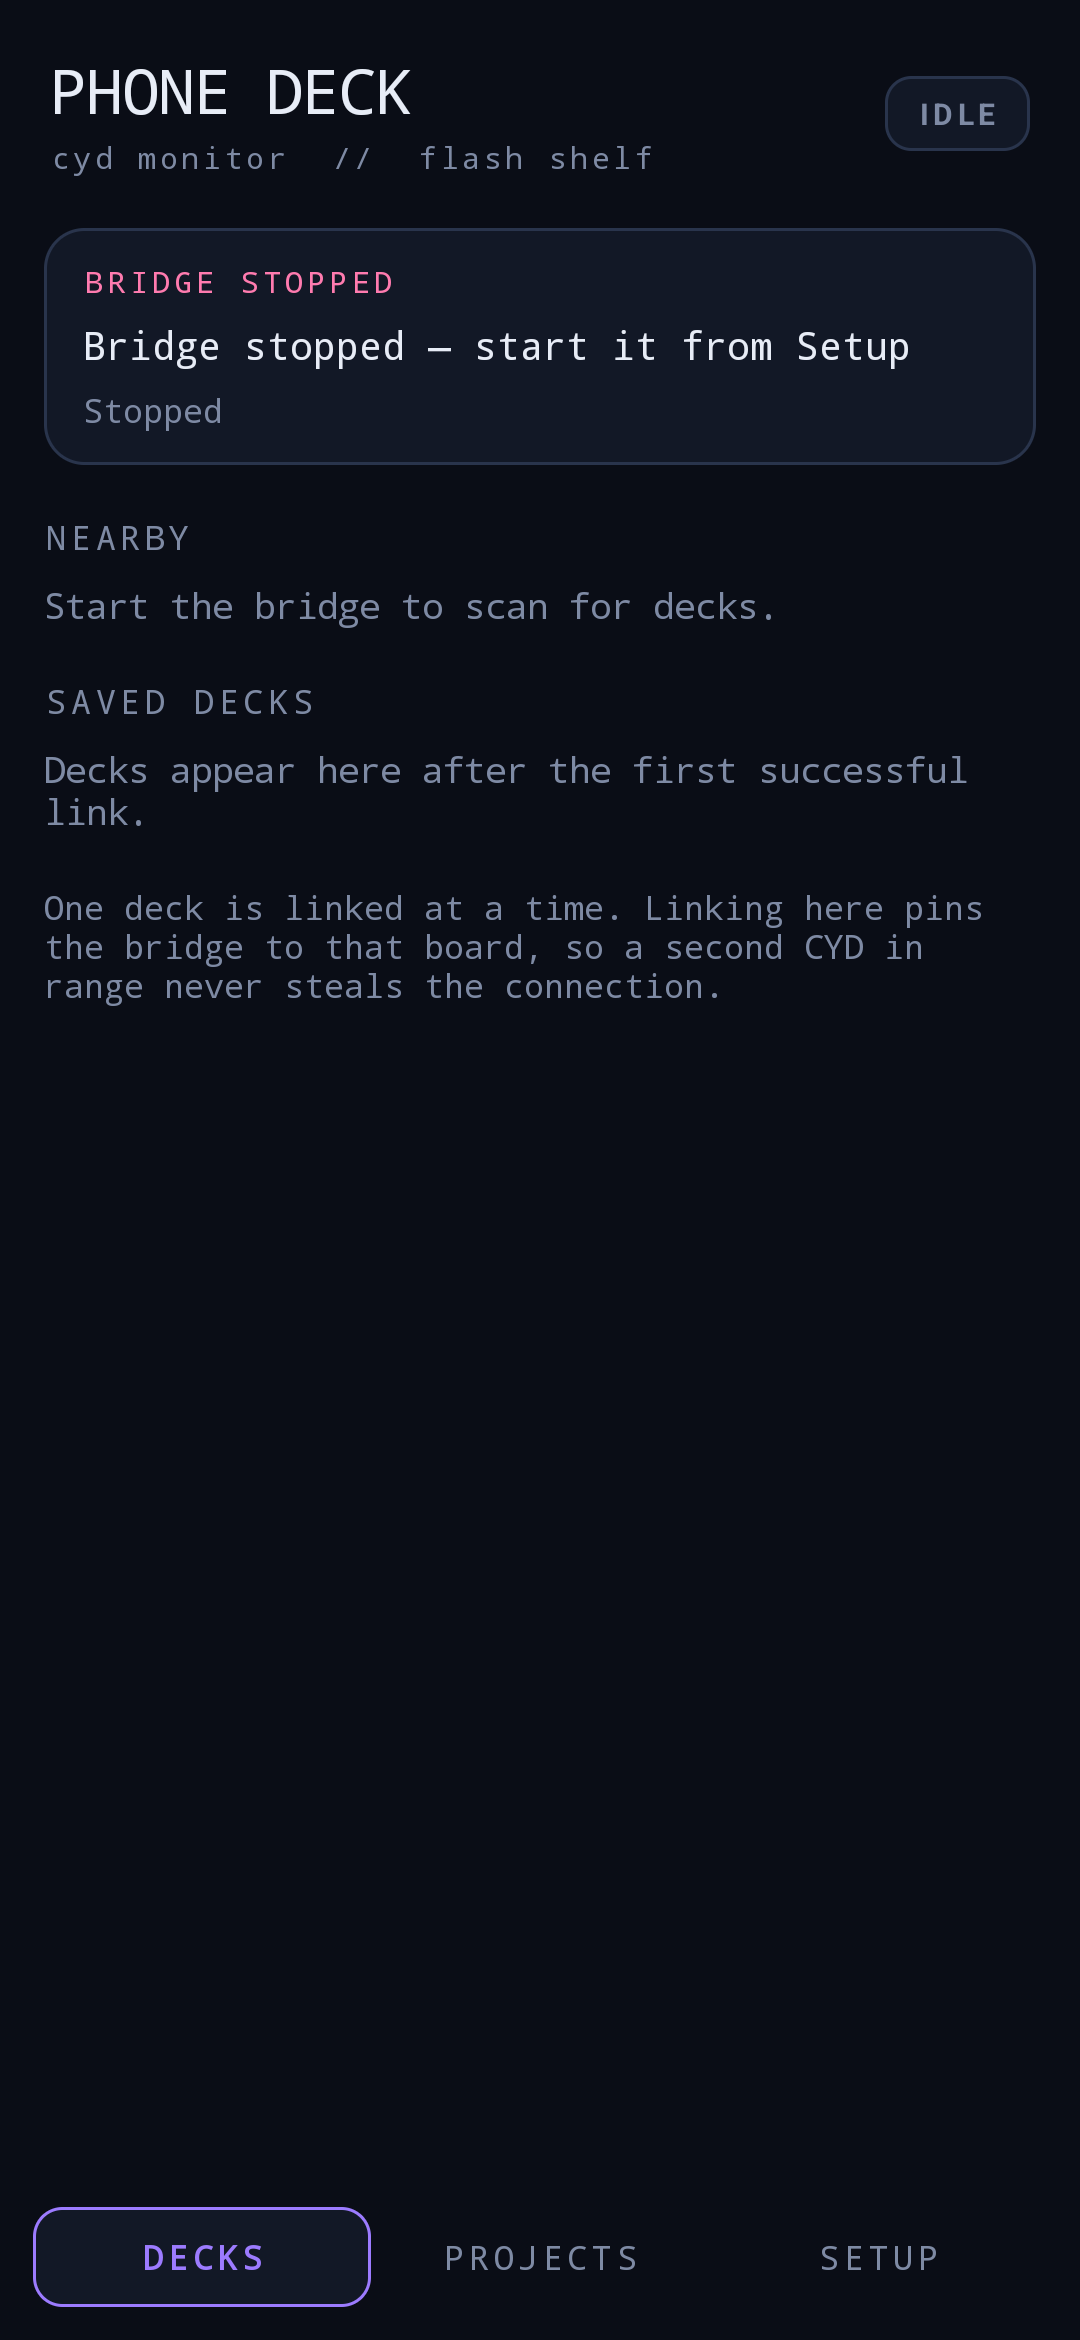 PHONE DECK
IDLE
cyd monitor // flash shelf
BRIDGE STOPPED
Bridge stopped — start it from Setup
Stopped
NEARBY
Start the bridge to scan for decks.
SAVED DECKS
Decks appear here after the first successful
link.
One deck is linked at a time. Linking here pins
the bridge to that board, so a second CYD in
range never steals the connection.
DECKS
PROJECTS
SETUP